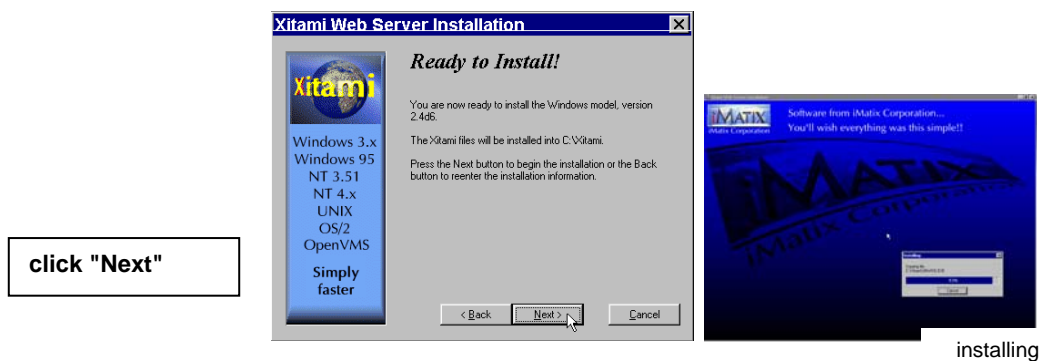 click "Next"
Xitami Web Server Installation
Xitami
Windows 3.x
Windows 95
NT 3.51
NT 4.x
UNIX
OS/2
OpenVMS
Simply
faster
Ready to Install!
You are now ready to install the Windows model, version
2.4d6.
The Xitami files will be installed into C:\Xitami.
Press the Next button to begin the installation or the Back
button to reenter the installation information.
< Back
Next >
Cancel
iMATIX
iMatix Corporation
Software from iMatix Corporation...
You'll wish everything was this simple!!
iMATIX
iMatix Corporation
Installing
Cancel
installing